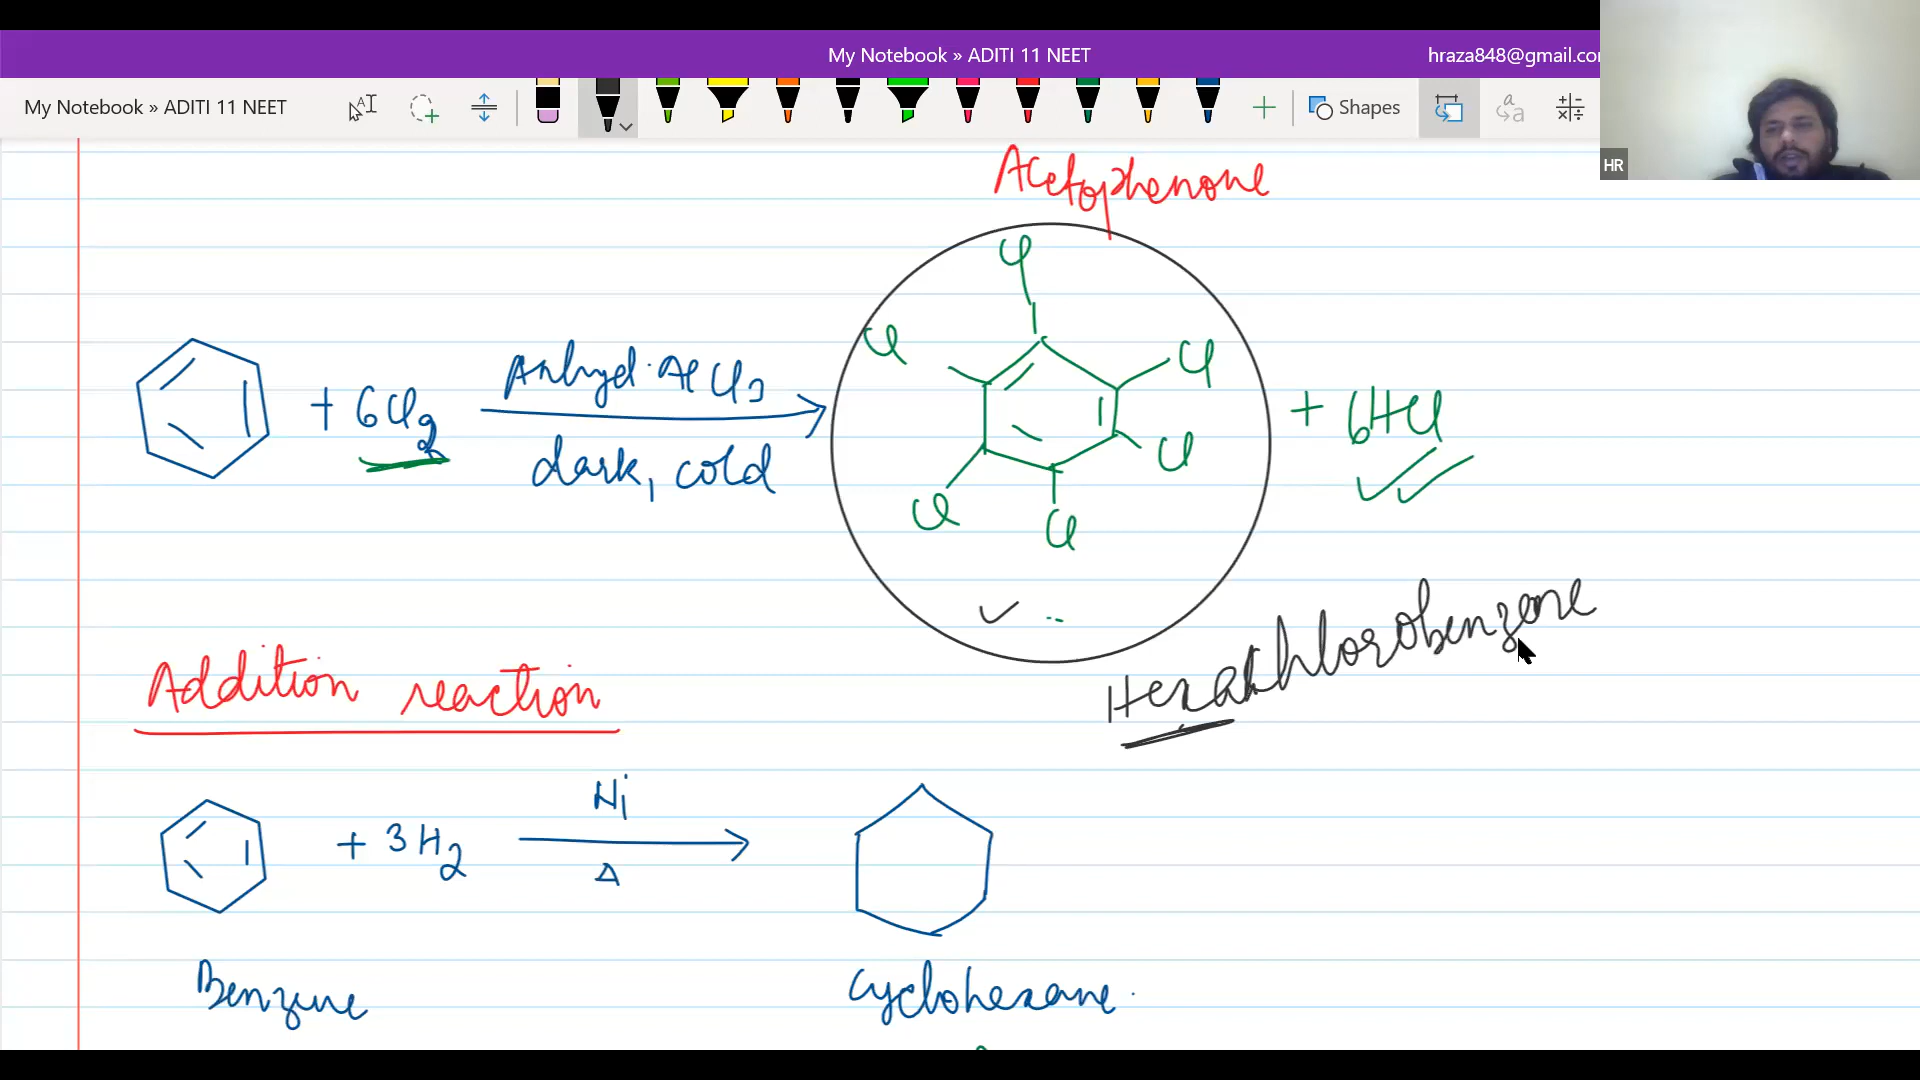 My Notebook » ADITI 11 NEET
hraza848@gmail.co
My Notebook » ADITI 11 NEET
Shapes
HR
Acetophenone
Cl
Cl Cl
+ 6Cl2 Anhyd. AlCl3 + 6HCl
dark, cold Cl
Cl Cl
Hexachlorobenzene
Addition reaction
+ 3H2 Ni
Δ
Benzene Cyclohexane.